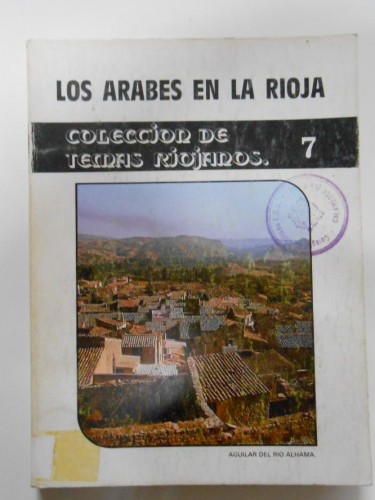 LOS ARABES EN LA RIOJA
COLECCION DE
TEMAS RIOJANOS. 7
AGUILAR DEL RIO ALHAMA.